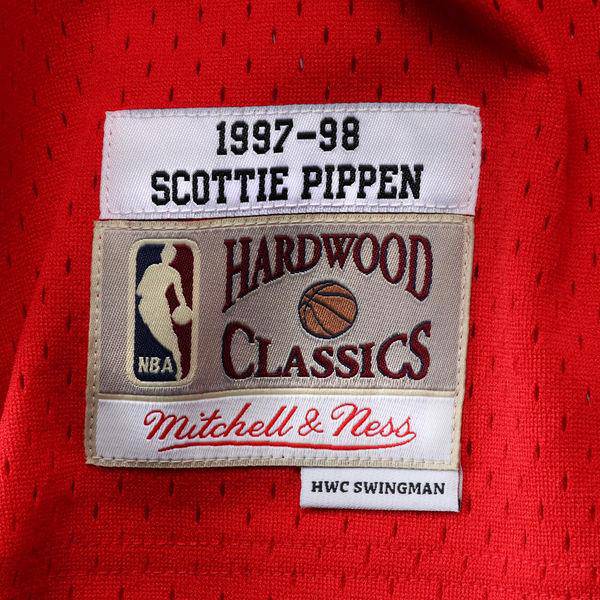 1997-98
SCOTTIE PIPPEN
HARDWOOD
CLASSICS
NBA
Mitchell & Ness
HWC SWINGMAN